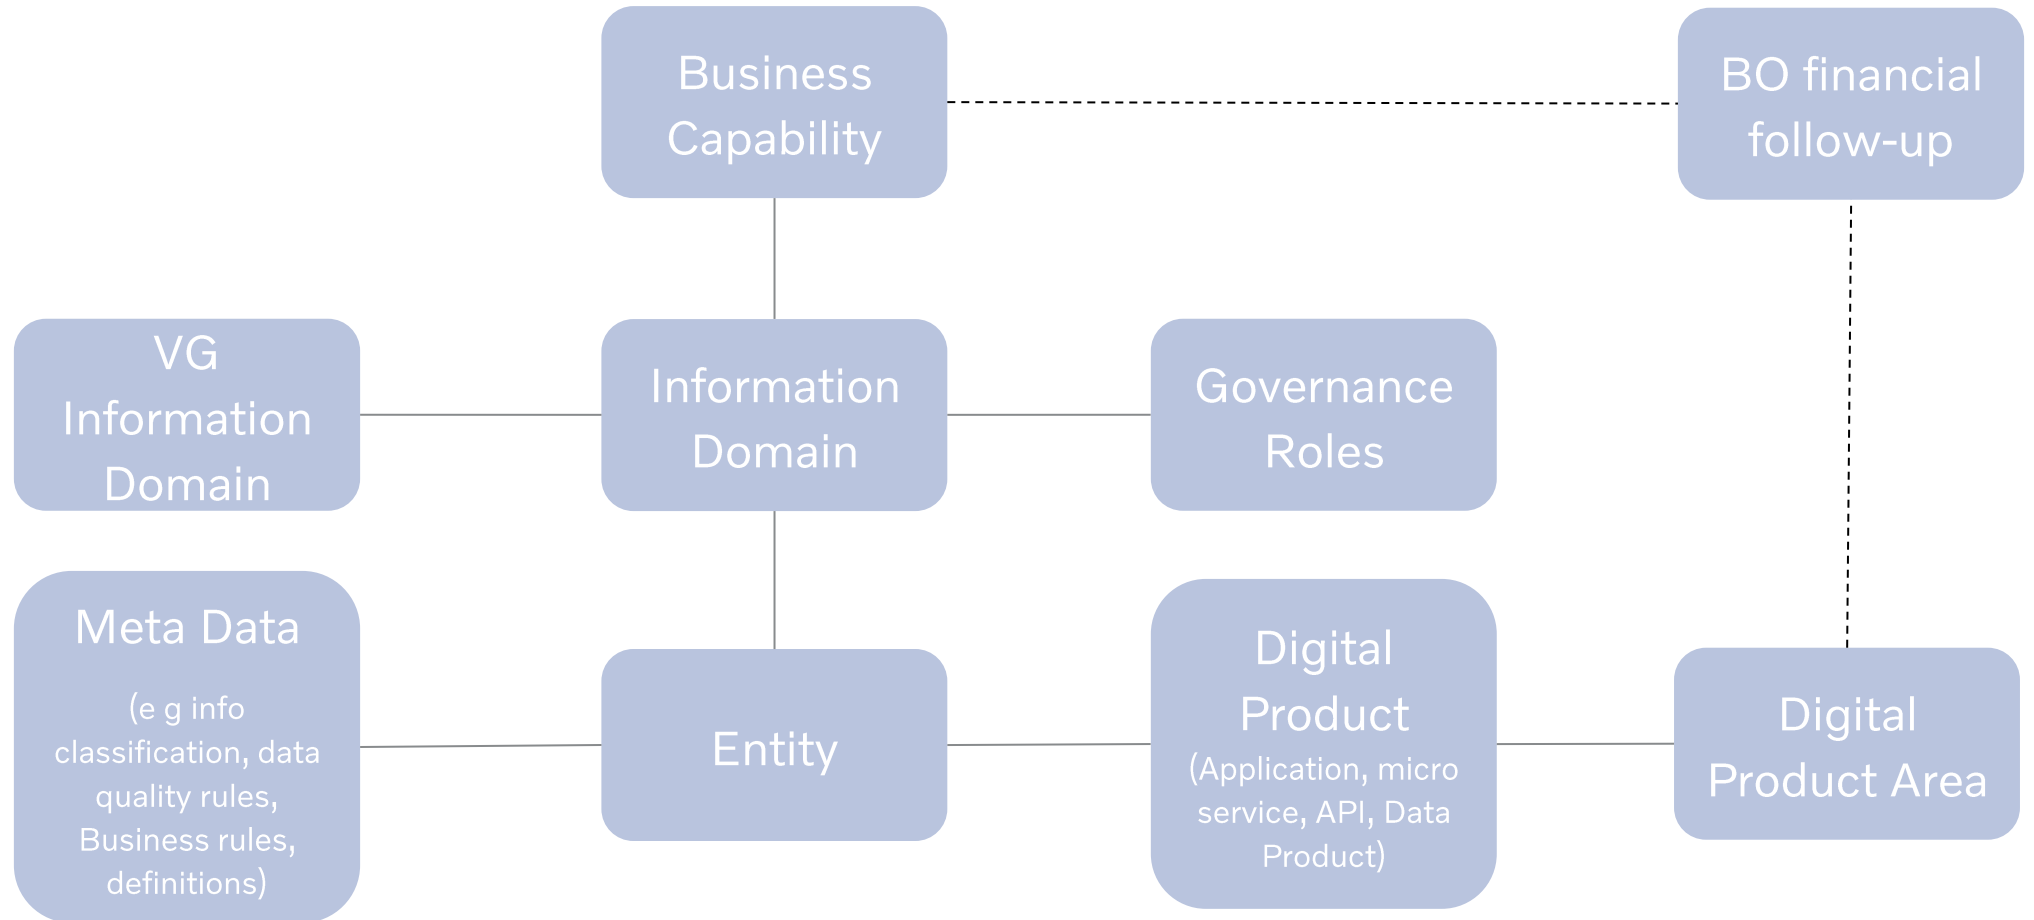 Business
Capability
BO financial
follow-up
VG
Information
Domain
Information
Domain
Governance
Roles
Meta Data
(e g info
classification, data
quality rules,
Business rules,
definitions)
Entity
Digital
Product
(Application, micro
service, API, Data
Product)
Digital
Product Area